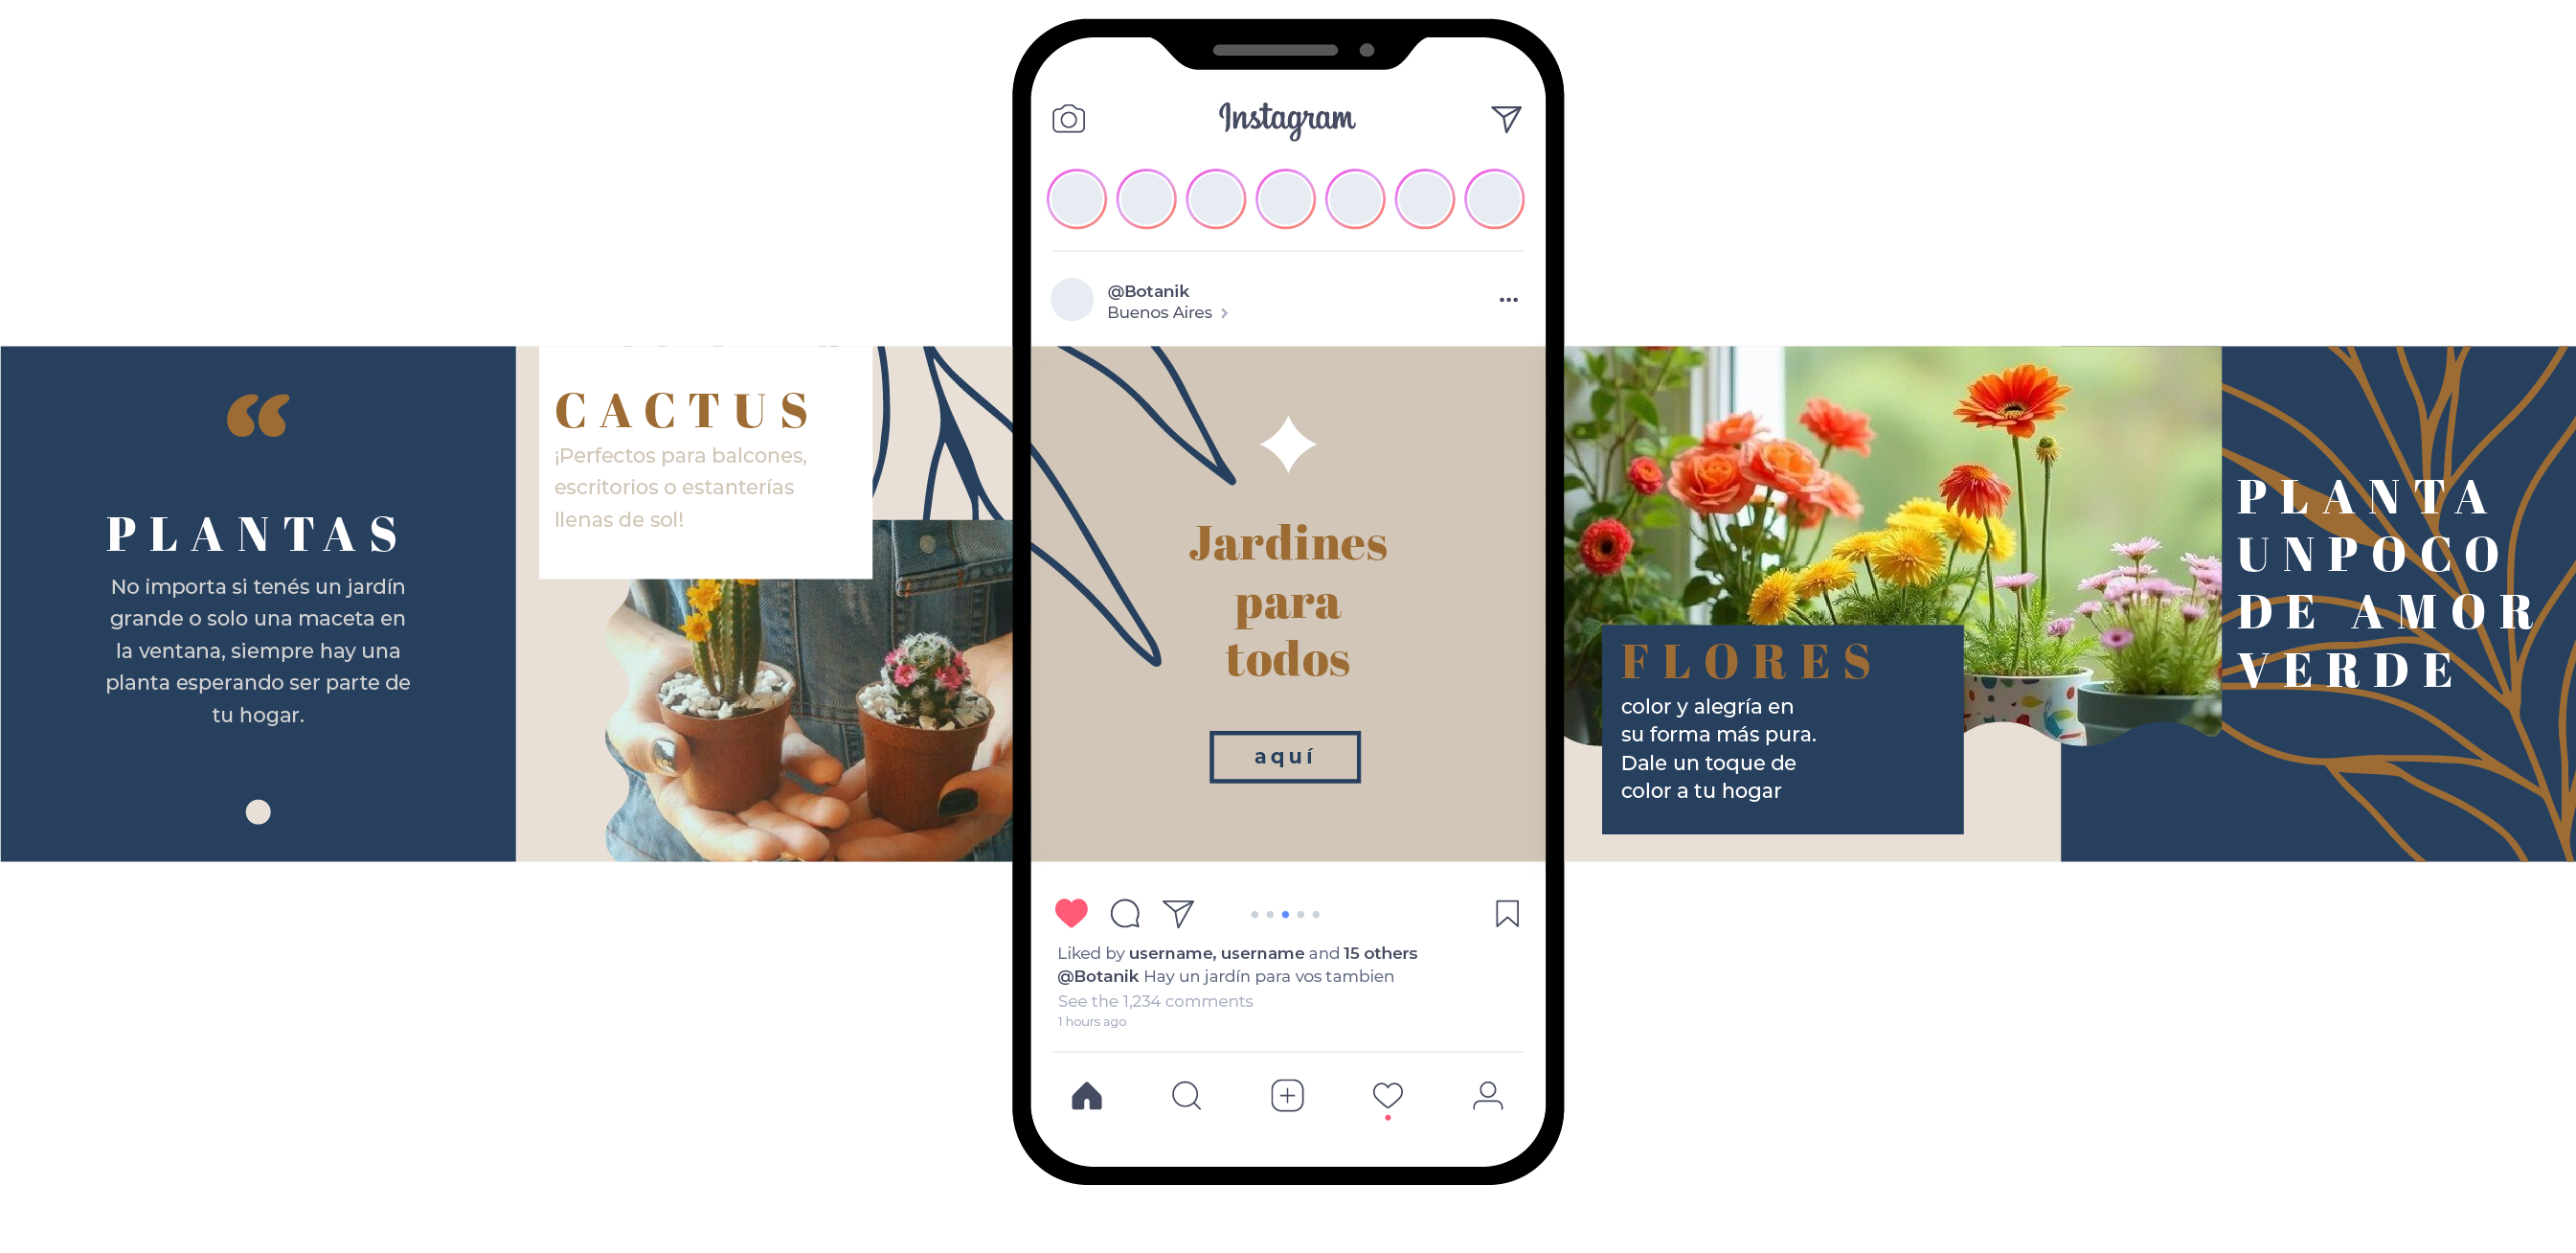 “
PLANTAS
No importa si tenés un jardín
grande o solo una maceta en
la ventana, siempre hay una
planta esperando ser parte de
tu hogar.
CACTUS
¡Perfectos para balcones,
escritorios o estanterías
llenas de sol!
Instagram
@Botanik
Buenos Aires
Jardines
para
todos
aquí
Liked by username, username and 15 others
@Botanik Hay un jardín para vos tambien
See the 1,234 comments
1 hours ago
FLORES
color y alegría en
su forma más pura.
Dale un toque de
color a tu hogar
PLANTA
UNPOCO
DE AMOR
VERDE